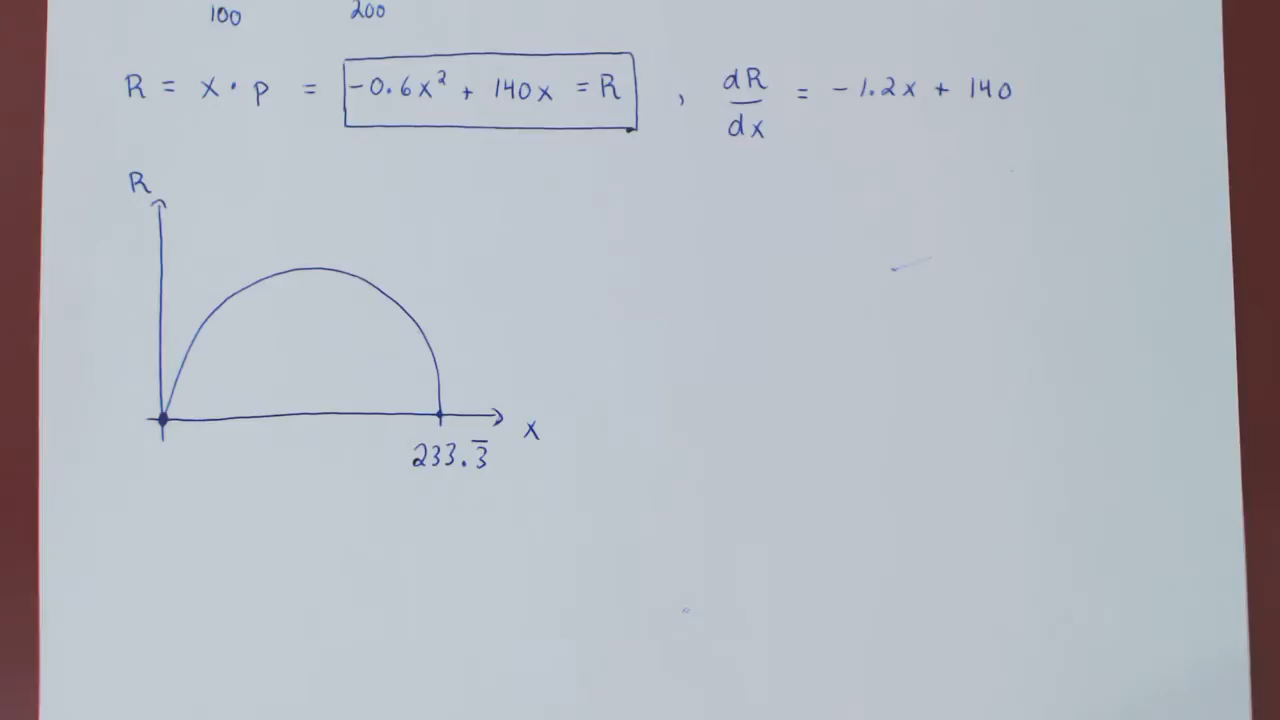 100 200
R = x · p = -0.6x² + 140x = R , dR/dx = -1.2x + 140
R
x
233.3̅